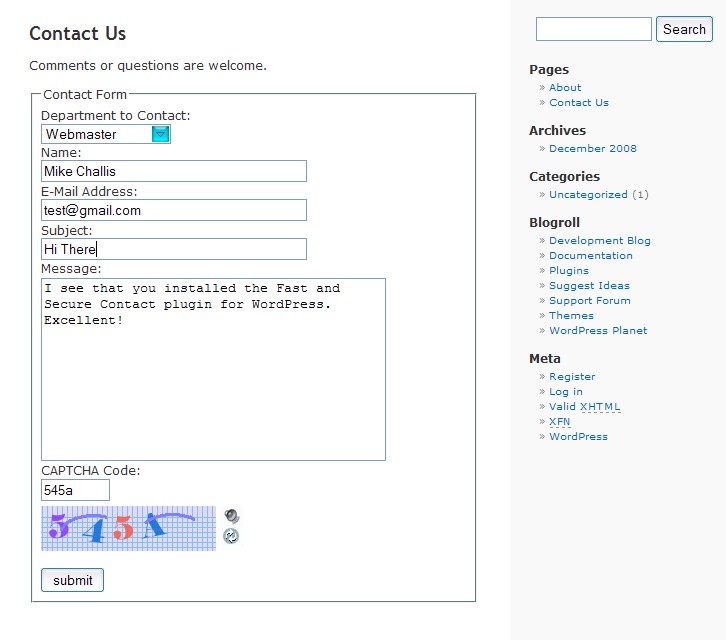 Contact Us
Comments or questions are welcome.
Contact Form
Department to Contact:
Webmaster
Name:
Mike Challis
E-Mail Address:
test@gmail.com
Subject:
Hi There
Message:
I see that you installed the Fast and
Secure Contact plugin for WordPress.
Excellent!
CAPTCHA Code:
545a
545A
submit
Search
Pages
» About
» Contact Us
Archives
» December 2008
Categories
» Uncategorized (1)
Blogroll
» Development Blog
» Documentation
» Plugins
» Suggest Ideas
» Support Forum
» Themes
» WordPress Planet
Meta
» Register
» Log in
» Valid XHTML
» XFN
» WordPress